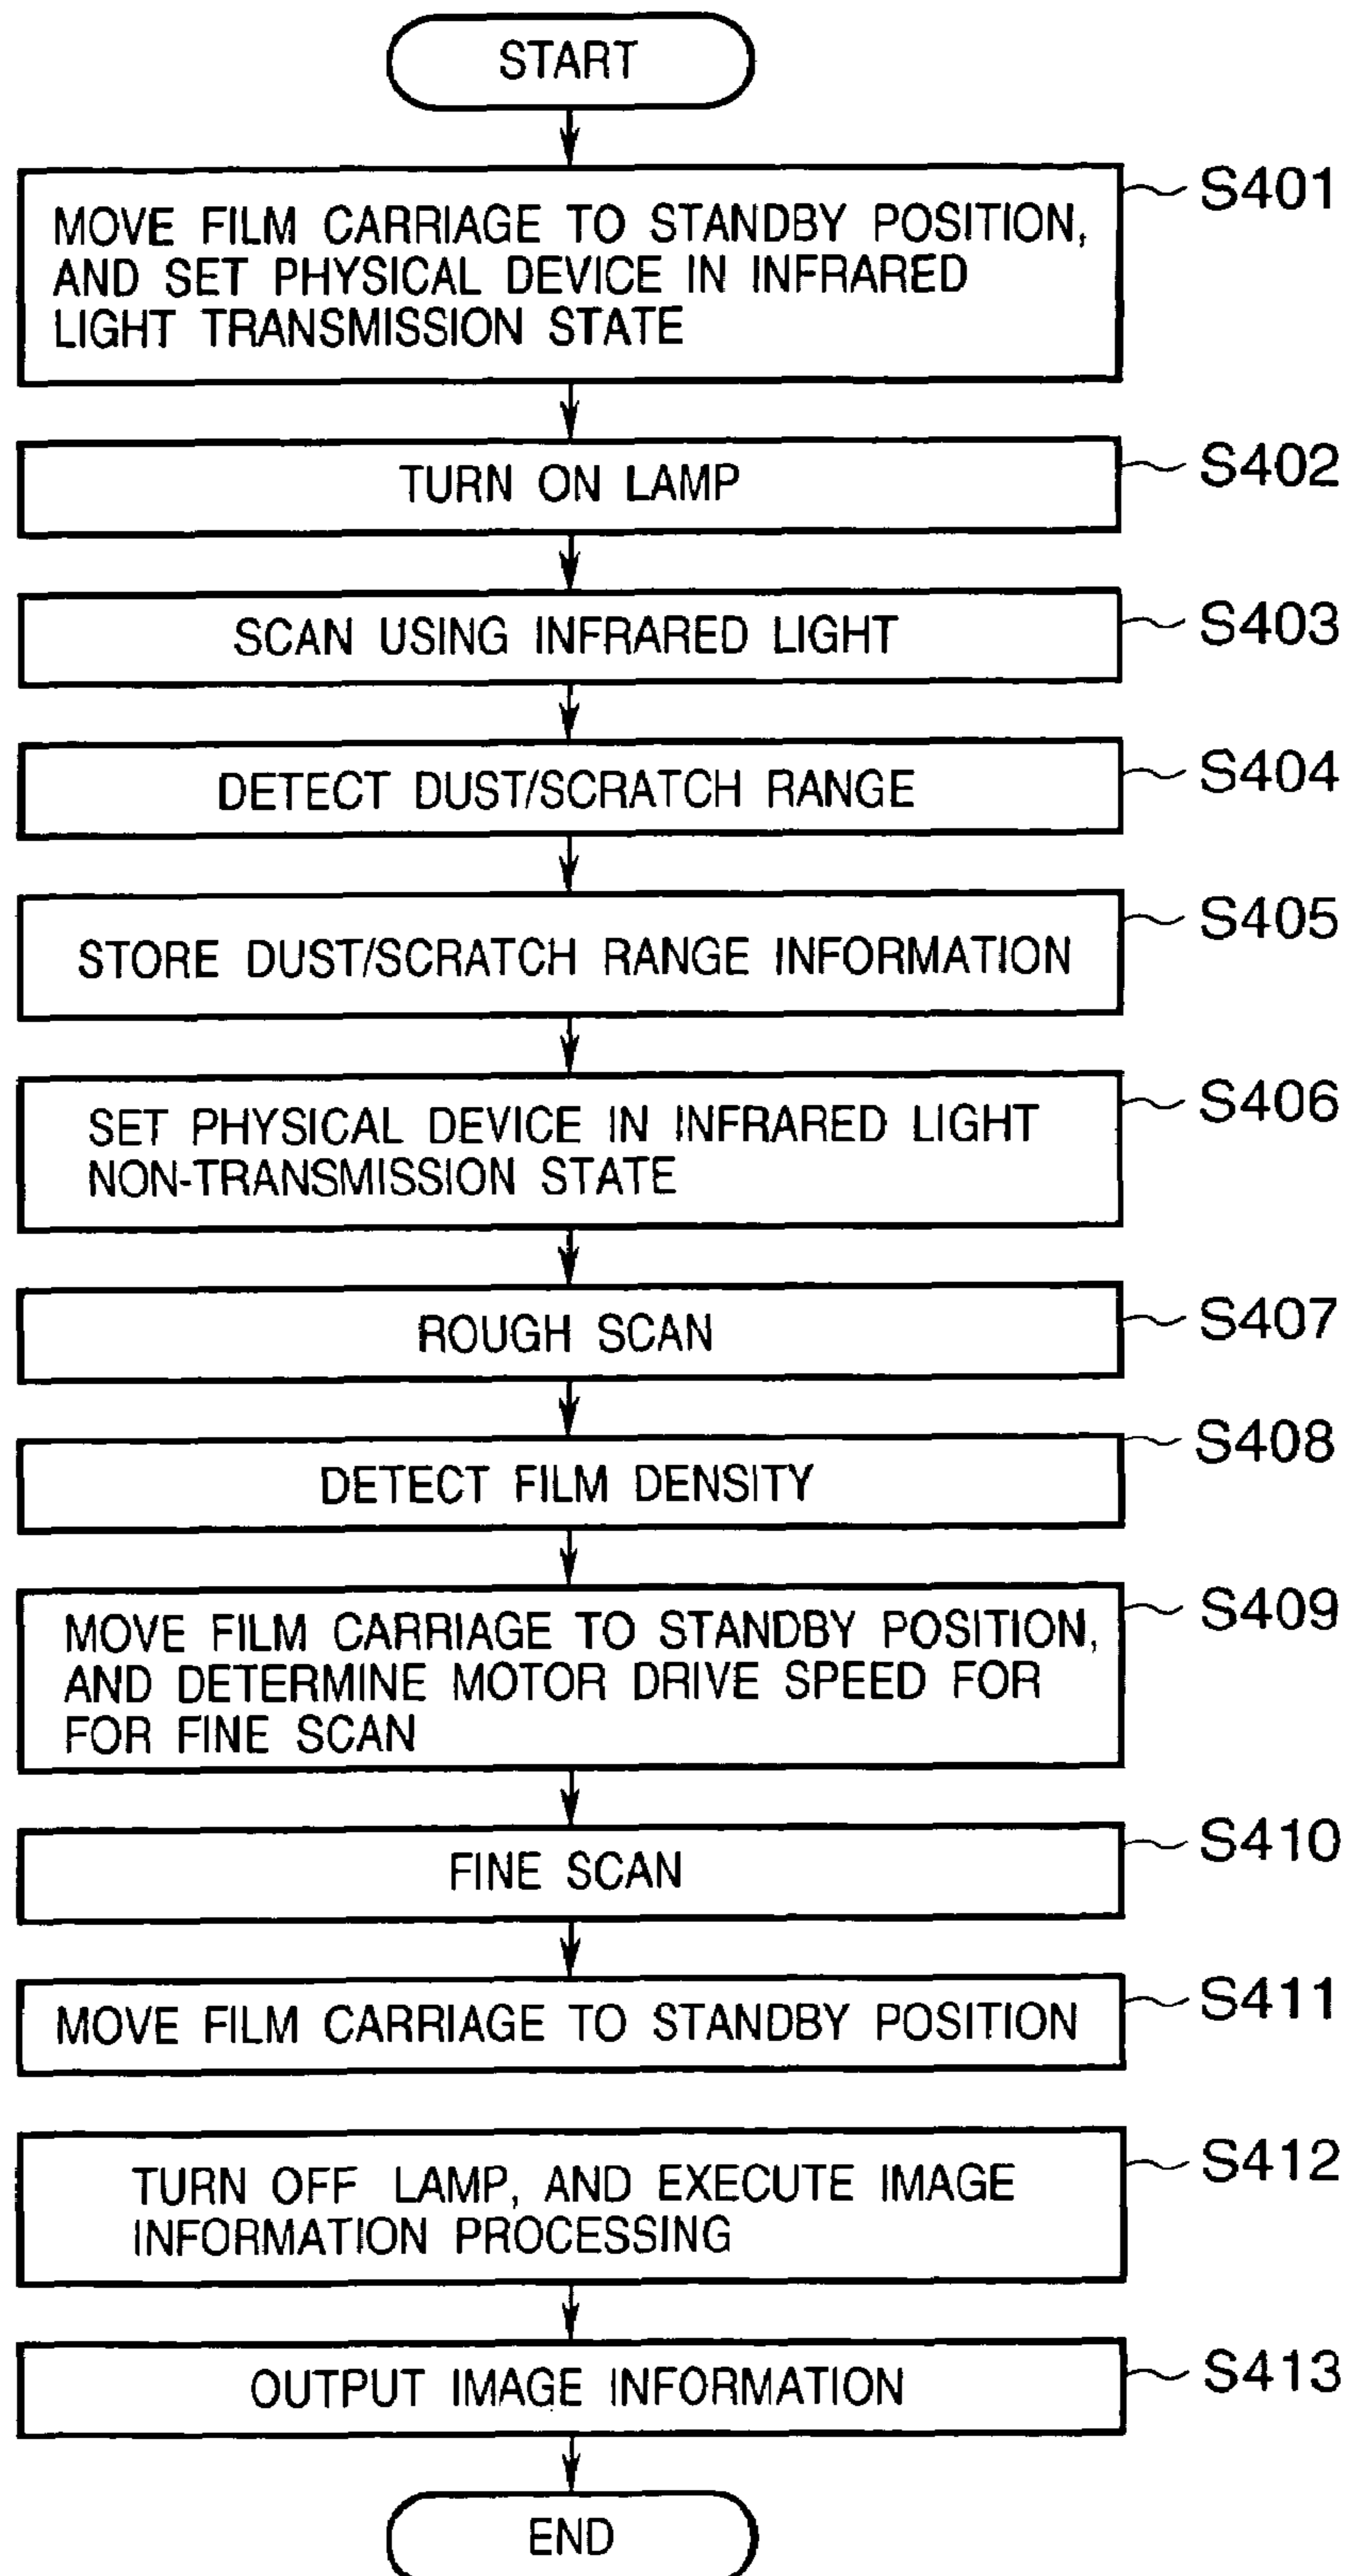 START
S401
MOVE FILM CARRIAGE TO STANDBY POSITION,
AND SET PHYSICAL DEVICE IN INFRARED
LIGHT TRANSMISSION STATE
S402
TURN ON LAMP
S403
SCAN USING INFRARED LIGHT
S404
DETECT DUST/SCRATCH RANGE
S405
STORE DUST/SCRATCH RANGE INFORMATION
S406
SET PHYSICAL DEVICE IN INFRARED LIGHT
NON-TRANSMISSION STATE
S407
ROUGH SCAN
S408
DETECT FILM DENSITY
S409
MOVE FILM CARRIAGE TO STANDBY POSITION,
AND DETERMINE MOTOR DRIVE SPEED FOR
FOR FINE SCAN
S410
FINE SCAN
S411
MOVE FILM CARRIAGE TO STANDBY POSITION
S412
TURN OFF LAMP, AND EXECUTE IMAGE
INFORMATION PROCESSING
S413
OUTPUT IMAGE INFORMATION
END